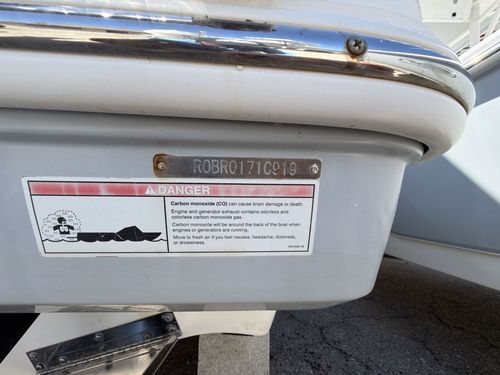 ROBR0171C919
DANGER
Carbon monoxide (CO) can cause brain damage or death.
Engine and generator exhaust contains odorless and
colorless carbon monoxide gas.
Carbon monoxide will be around the back of the boat when
engines or generators are running.
Move to fresh air if you feel nausea, headache, dizziness,
or drowsiness.